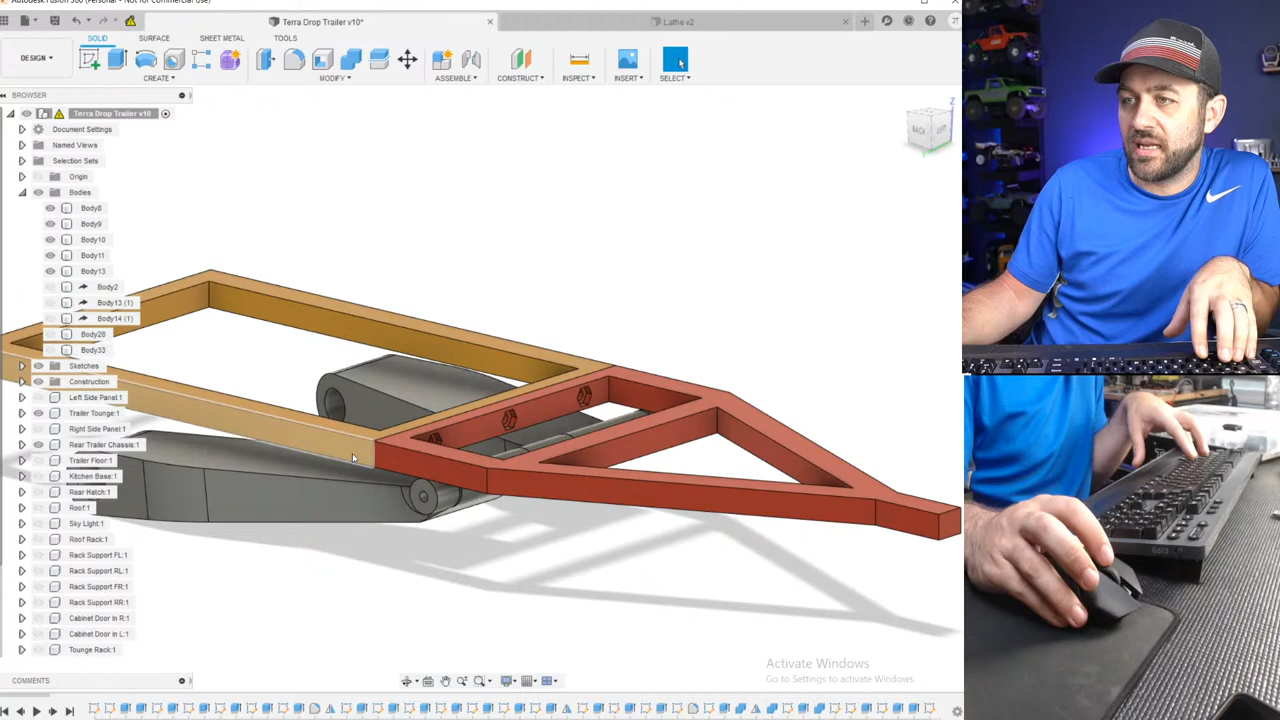 Autodesk Fusion 360 (Personal - Not for Commercial Use)
Terra Drop Trailer v10*
Lathe v2
JT
SOLID
SURFACE
SHEET METAL
TOOLS
DESIGN
CREATE
MODIFY
ASSEMBLE
CONSTRUCT
INSPECT
INSERT
SELECT
BROWSER
Terra Drop Trailer v10
Document Settings
Named Views
Selection Sets
Origin
Bodies
Body8
Body9
Body10
Body11
Body13
Body2
Body13 (1)
Body14 (1)
Body28
Body33
Sketches
Construction
Left Side Panel:1
Trailer Tounge:1
Right Side Panel:1
Rear Trailer Chassis:1
Trailer Floor:1
Kitchen Base:1
Rear Hatch:1
Roof:1
Sky Light:1
Roof Rack:1
Rack Support FL:1
Rack Support RL:1
Rack Support FR:1
Rack Support RR:1
Cabinet Door In R:1
Cabinet Door in L:1
Tounge Rack:1
BACK
LEFT
Z
COMMENTS
Activate Windows
Go to Settings to activate Windows.